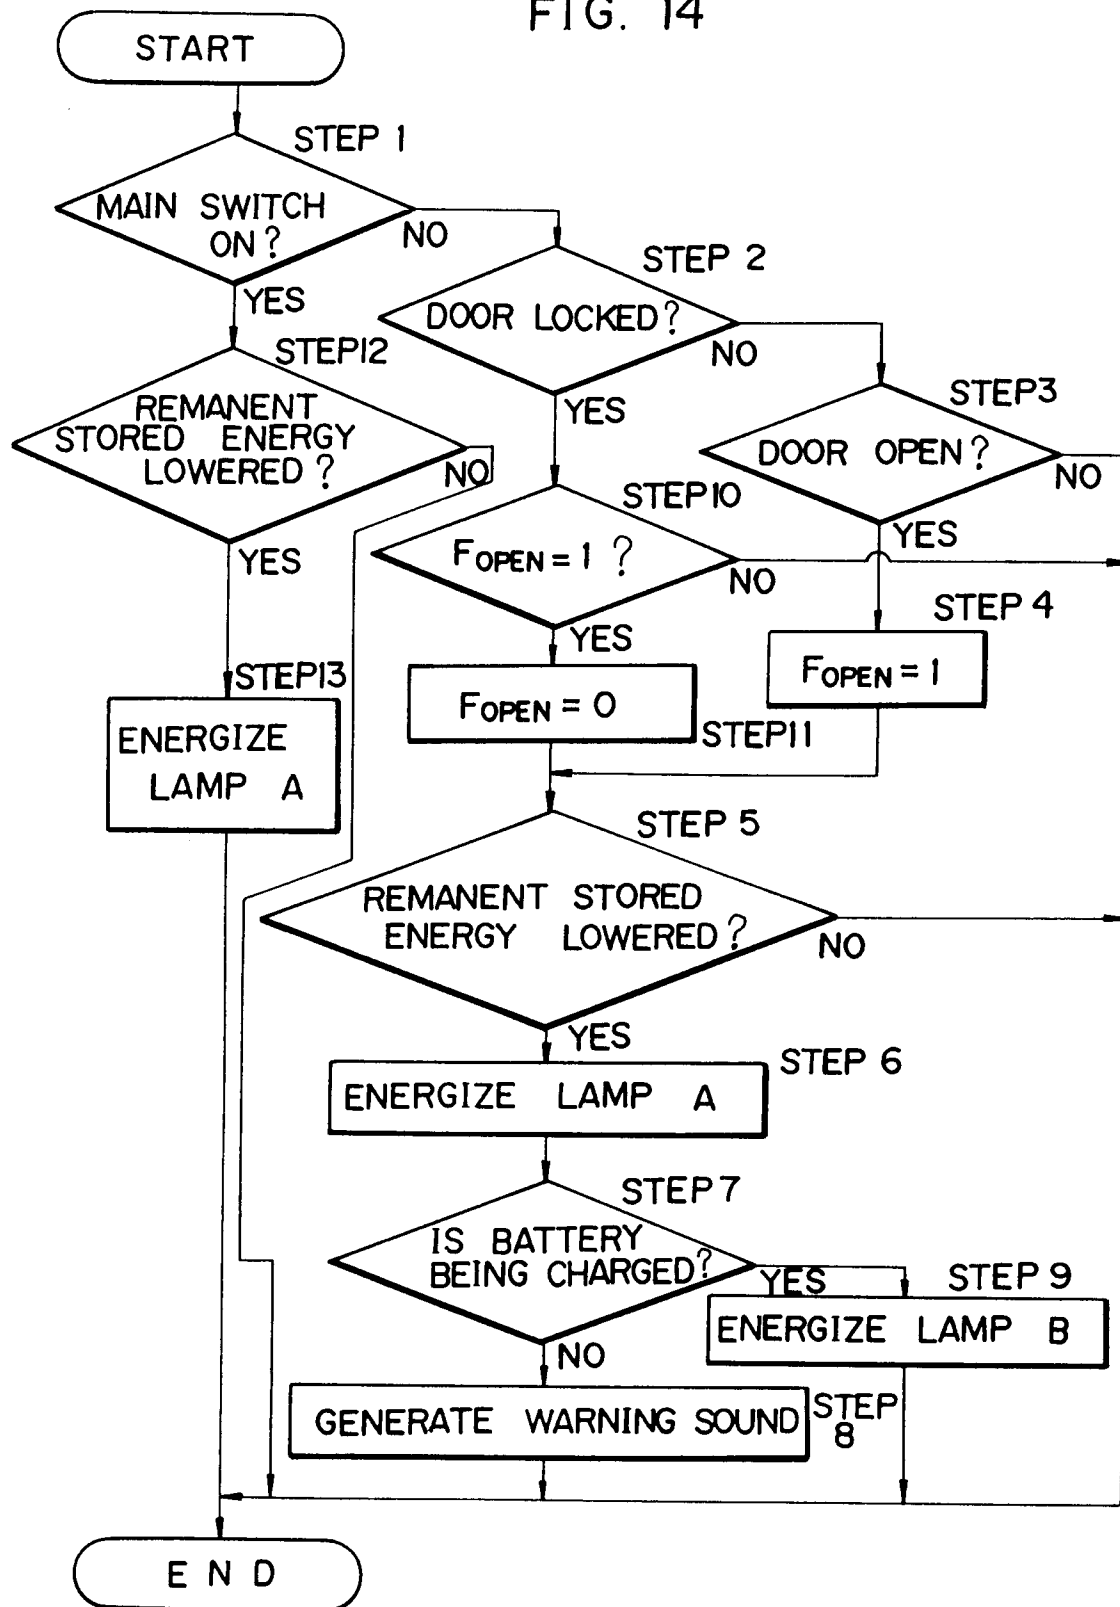 FIG. 14
START
STEP 1
MAIN SWITCH
ON?
NO
YES
STEP 2
DOOR LOCKED?
NO
YES
STEP12
REMANENT
STORED ENERGY
LOWERED?
NO
YES
STEP3
DOOR OPEN?
NO
YES
STEP10
FOPEN = 1 ?
NO
YES
STEP 4
FOPEN = 1
STEP13
ENERGIZE
LAMP A
FOPEN = 0
STEP11
STEP 5
REMANENT STORED
ENERGY LOWERED?
NO
YES
STEP 6
ENERGIZE LAMP A
STEP 7
IS BATTERY
BEING CHARGED?
YES
NO
STEP 9
ENERGIZE LAMP B
GENERATE WARNING SOUND
STEP
8
END